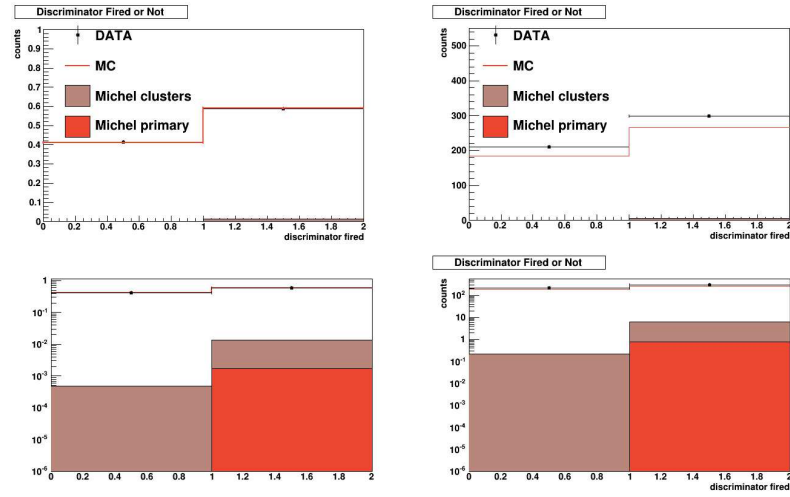 Discriminator Fired or Not
counts
1
0.9
0.8
0.7
0.6
0.5
0.4
0.3
0.2
0.1
0
DATA
MC
Michel clusters
Michel primary
0 0.2 0.4 0.6 0.8 1 1.2 1.4 1.6 1.8 2
discriminator fired
Discriminator Fired or Not
counts
500
400
300
200
100
0
DATA
MC
Michel clusters
Michel primary
0 0.2 0.4 0.6 0.8 1 1.2 1.4 1.6 1.8 2
discriminator fired
1
10-1
10-2
10-3
10-4
10-5
10-6
0 0.2 0.4 0.6 0.8 1 1.2 1.4 1.6 1.8 2
Discriminator Fired or Not
counts
102
10
1
10-1
10-2
10-3
10-4
10-5
10-6
0 0.2 0.4 0.6 0.8 1 1.2 1.4 1.6 1.8 2
discriminator fired